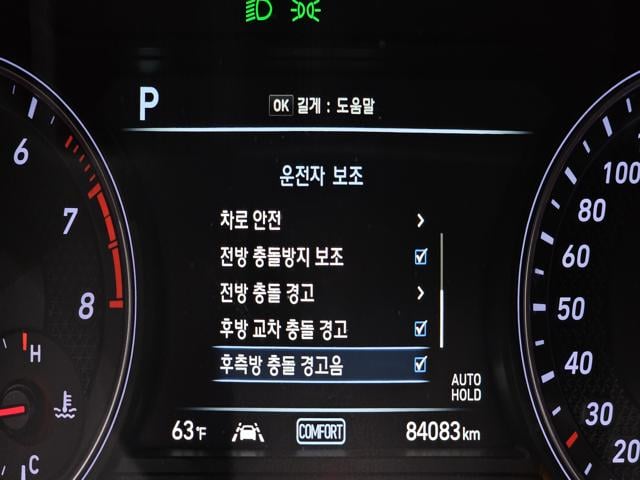 P
OK 길게 : 도움말
운전자 보조
차로 안전 >
전방 충돌방지 보조
전방 충돌 경고 >
후방 교차 충돌 경고
후측방 충돌 경고음
AUTO
HOLD
63°F
COMFORT
84083km
6
7
8
H
C
100
80
60
50
40
30
20